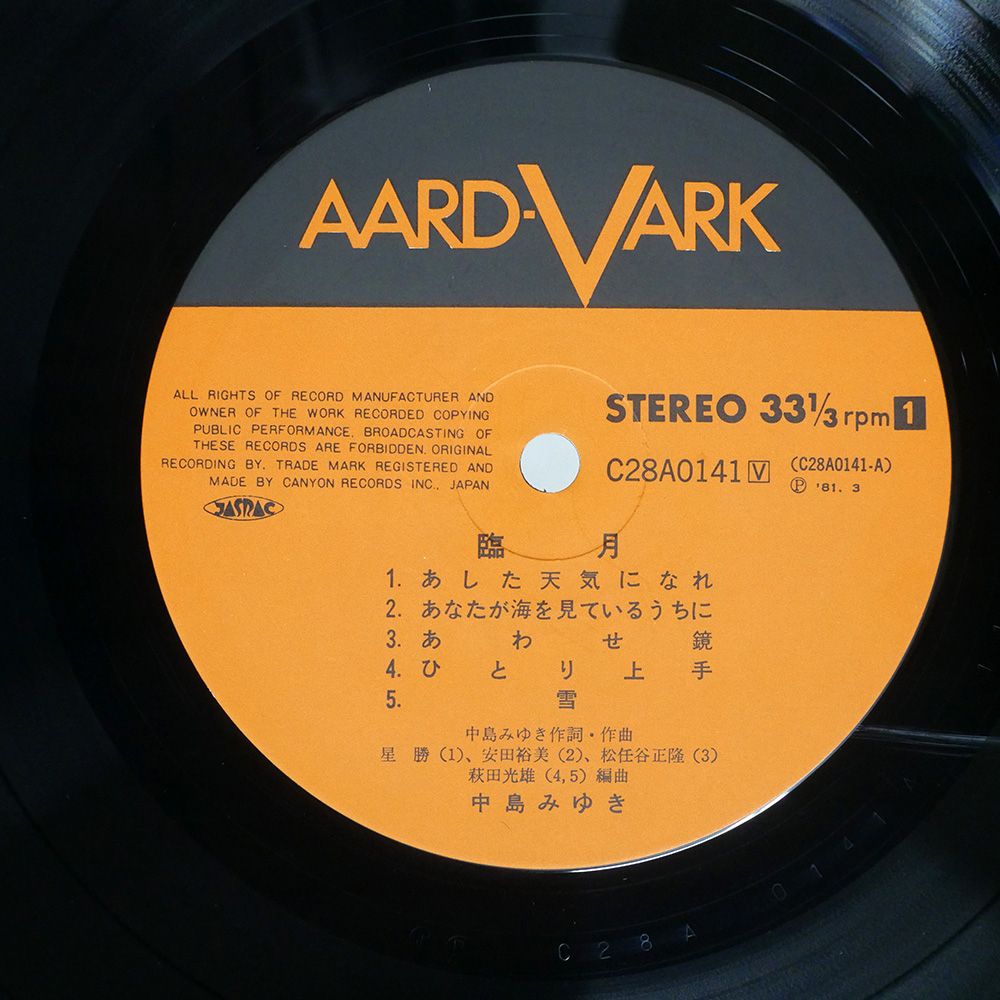 AARD-VARK
ALL RIGHTS OF RECORD MANUFACTURER AND
OWNER OF THE WORK RECORDED COPYING
PUBLIC PERFORMANCE, BROADCASTING OF
THESE RECORDS ARE FORBIDDEN. ORIGINAL
RECORDING BY, TRADE MARK REGISTERED AND
MADE BY CANYON RECORDS INC., JAPAN
JASRAC
STEREO 33⅓ rpm 1
C28A0141 V (C28A0141-A)
Ⓟ '81. 3
臨月
1. あした天気になれ
2. あなたが海を見ているうちに
3. あわせ鏡
4. ひとり上手
5. 雪
中島みゆき作詞・作曲
星 勝 (1)、安田裕美 (2)、松任谷正隆 (3)
萩田光雄 (4,5) 編曲
中島みゆき
C28A 0141